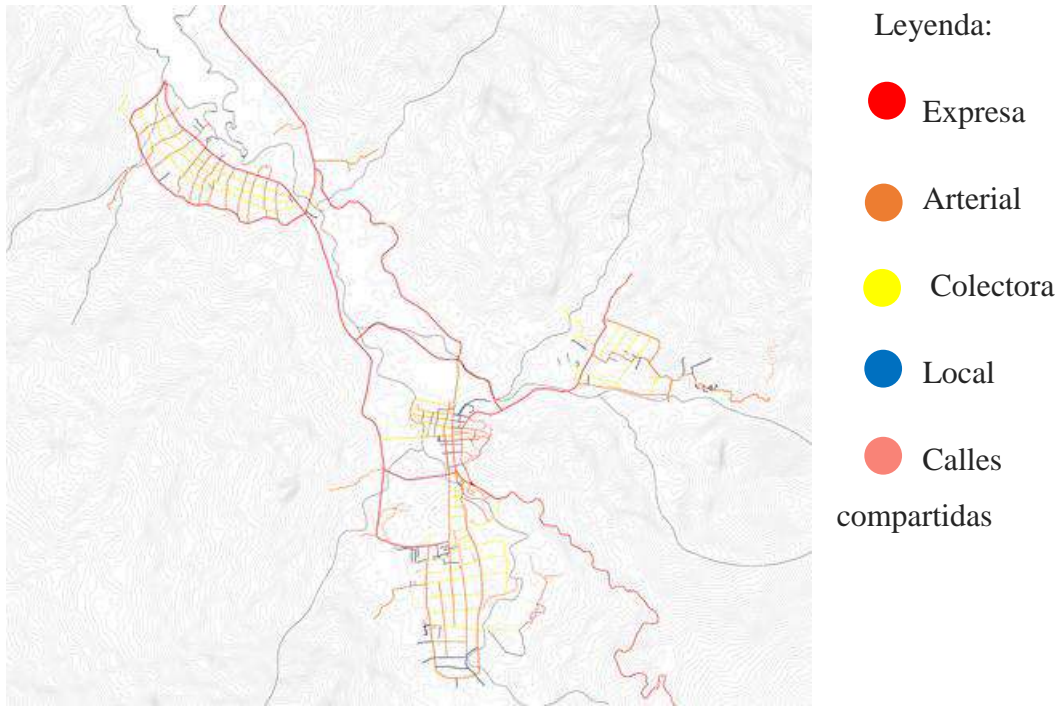 Leyenda:
Expresa
Arterial
Colectora
Local
Calles
compartidas